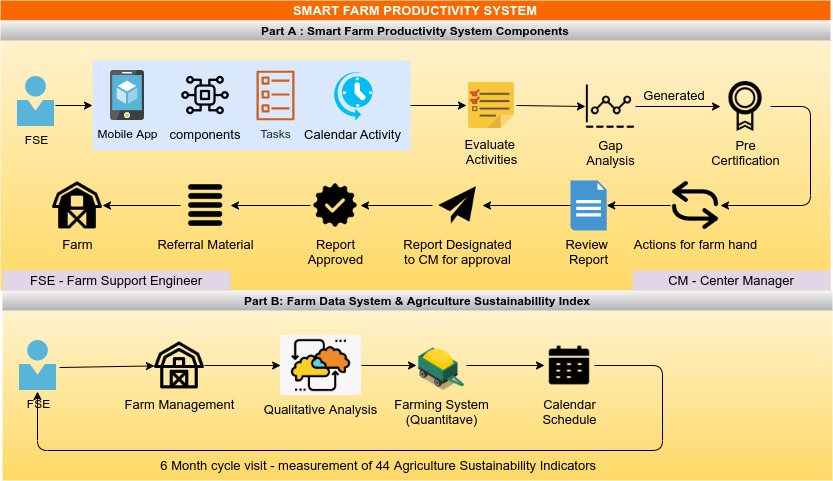 SMART FARM PRODUCTIVITY SYSTEM
Part A : Smart Farm Productivity System Components
FSE
Mobile App
components
Tasks
Calendar Activity
Evaluate
Activities
Gap
Analysis
Generated
Pre
Certification
Farm
Referral Material
Report
Approved
Report Designated
to CM for approval
Review
Report
Actions for farm hand
FSE - Farm Support Engineer
CM - Center Manager
Part B: Farm Data System & Agriculture Sustainabillity Index
FSE
Farm Management
Qualitative Analysis
Farming System
(Quantitave)
Calendar
Schedule
6 Month cycle visit - measurement of 44 Agriculture Sustainability Indicators